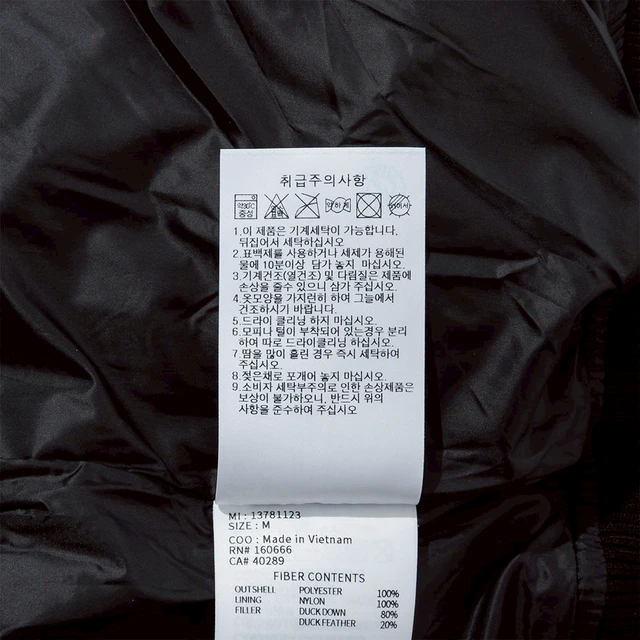 취급주의사항
약30℃
중성
1.이 제품은 기계세탁이 가능합니다.
뒤집어서 세탁하십시오
2.표백제를 사용하거나 세제가 용해된
물에 10분이상 담가 놓지 마십시오.
3.기계건조(열건조) 및 다림질은 제품에
손상을 줄수 있으니 삼가 주십시오.
4.옷모양을 가지런히 하여 그늘에서
건조하시기 바랍니다.
5.드라이 클리닝 하지 마십시오.
6.모피나 털이 부착되어 있는경우 분리
하여 따로 드라이클리닝 하십시오.
7.땀을 많이 흘린 경우 즉시 세탁하여
주십시오.
8.젖은채로 포개어 놓지 마십시오.
9.소비자 세탁부주의로 인한 손상제품은
보상이 불가하오니, 반드시 위의
사항을 준수하여 주십시오
MI: 13781123
SIZE: M
COO: Made in Vietnam
RN# 160666
CA# 40289
FIBER CONTENTS
OUTSHELL POLYESTER 100%
LINING NYLON 100%
FILLER DUCK DOWN 80%
DUCK FEATHER 20%